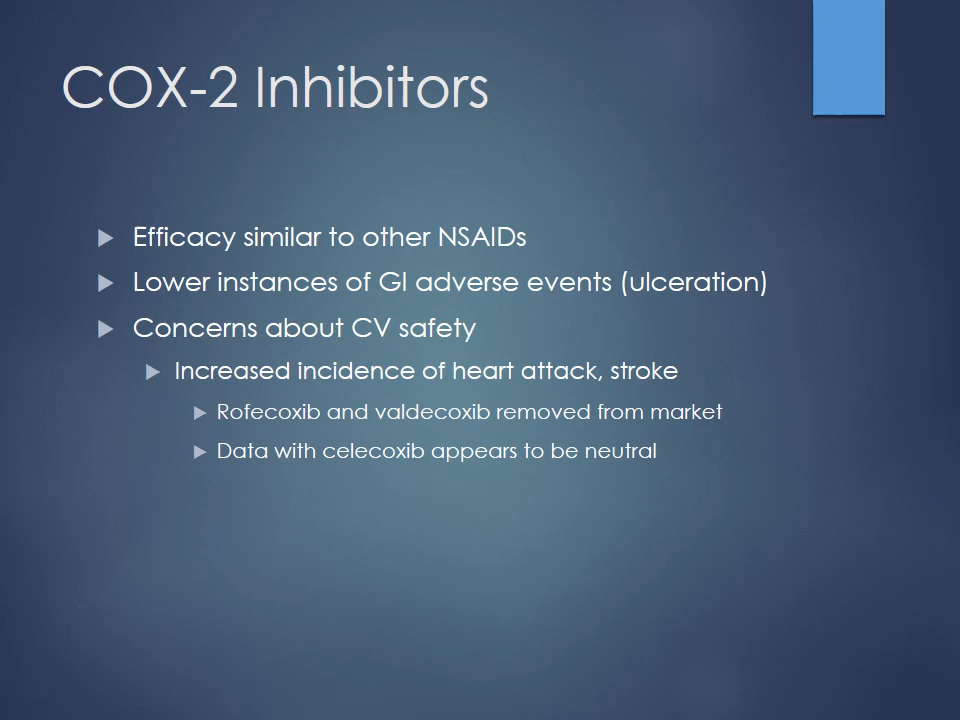 COX-2 Inhibitors
Efficacy similar to other NSAIDs
Lower instances of GI adverse events (ulceration)
Concerns about CV safety
Increased incidence of heart attack, stroke
Rofecoxib and valdecoxib removed from market
Data with celecoxib appears to be neutral